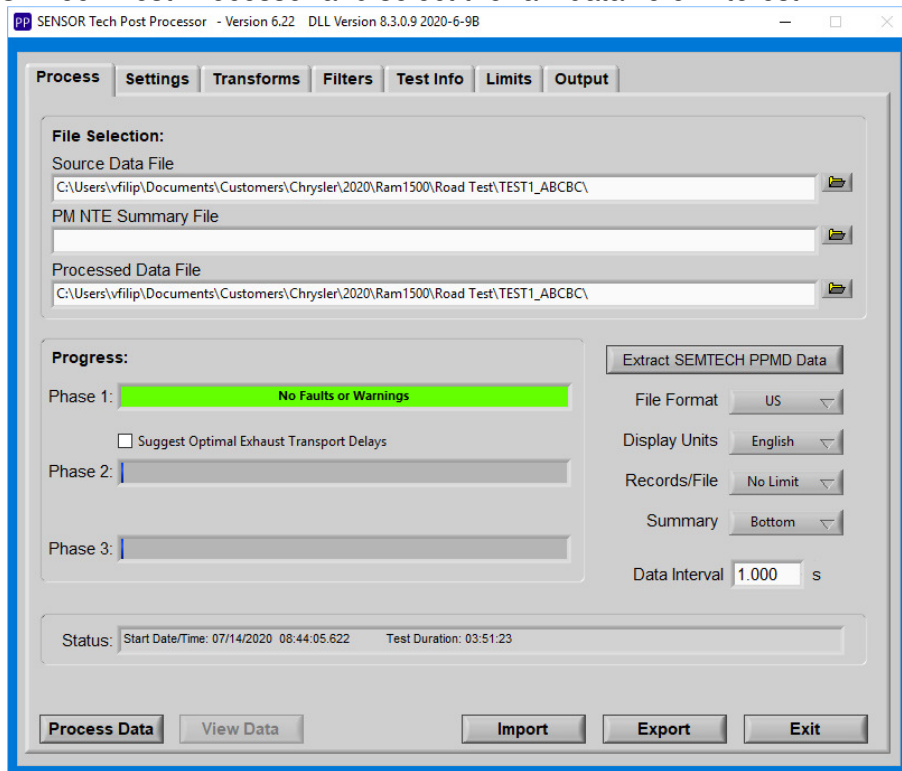 SENSOR Tech Post Processor - Version 6.22 DLL Version 8.3.0.9 2020-6-9B
Process Settings Transforms Filters Test Info Limits Output
File Selection:
Source Data File
C:\Users\vfilip\Documents\Customers\Chrysler\2020\Ram1500\Road Test\TEST1_ABCBC\
PM NTE Summary File
Processed Data File
C:\Users\vfilip\Documents\Customers\Chrysler\2020\Ram1500\Road Test\TEST1_ABCBC\
Progress:
Phase 1: No Faults or Warnings
Suggest Optimal Exhaust Transport Delays
Phase 2:
Phase 3:
Extract SEMTECH PPMD Data
File Format US
Display Units English
Records/File No Limit
Summary Bottom
Data Interval 1.000 s
Status: Start Date/Time: 07/14/2020 08:44:05.622 Test Duration: 03:51:23
Process Data View Data Import Export Exit